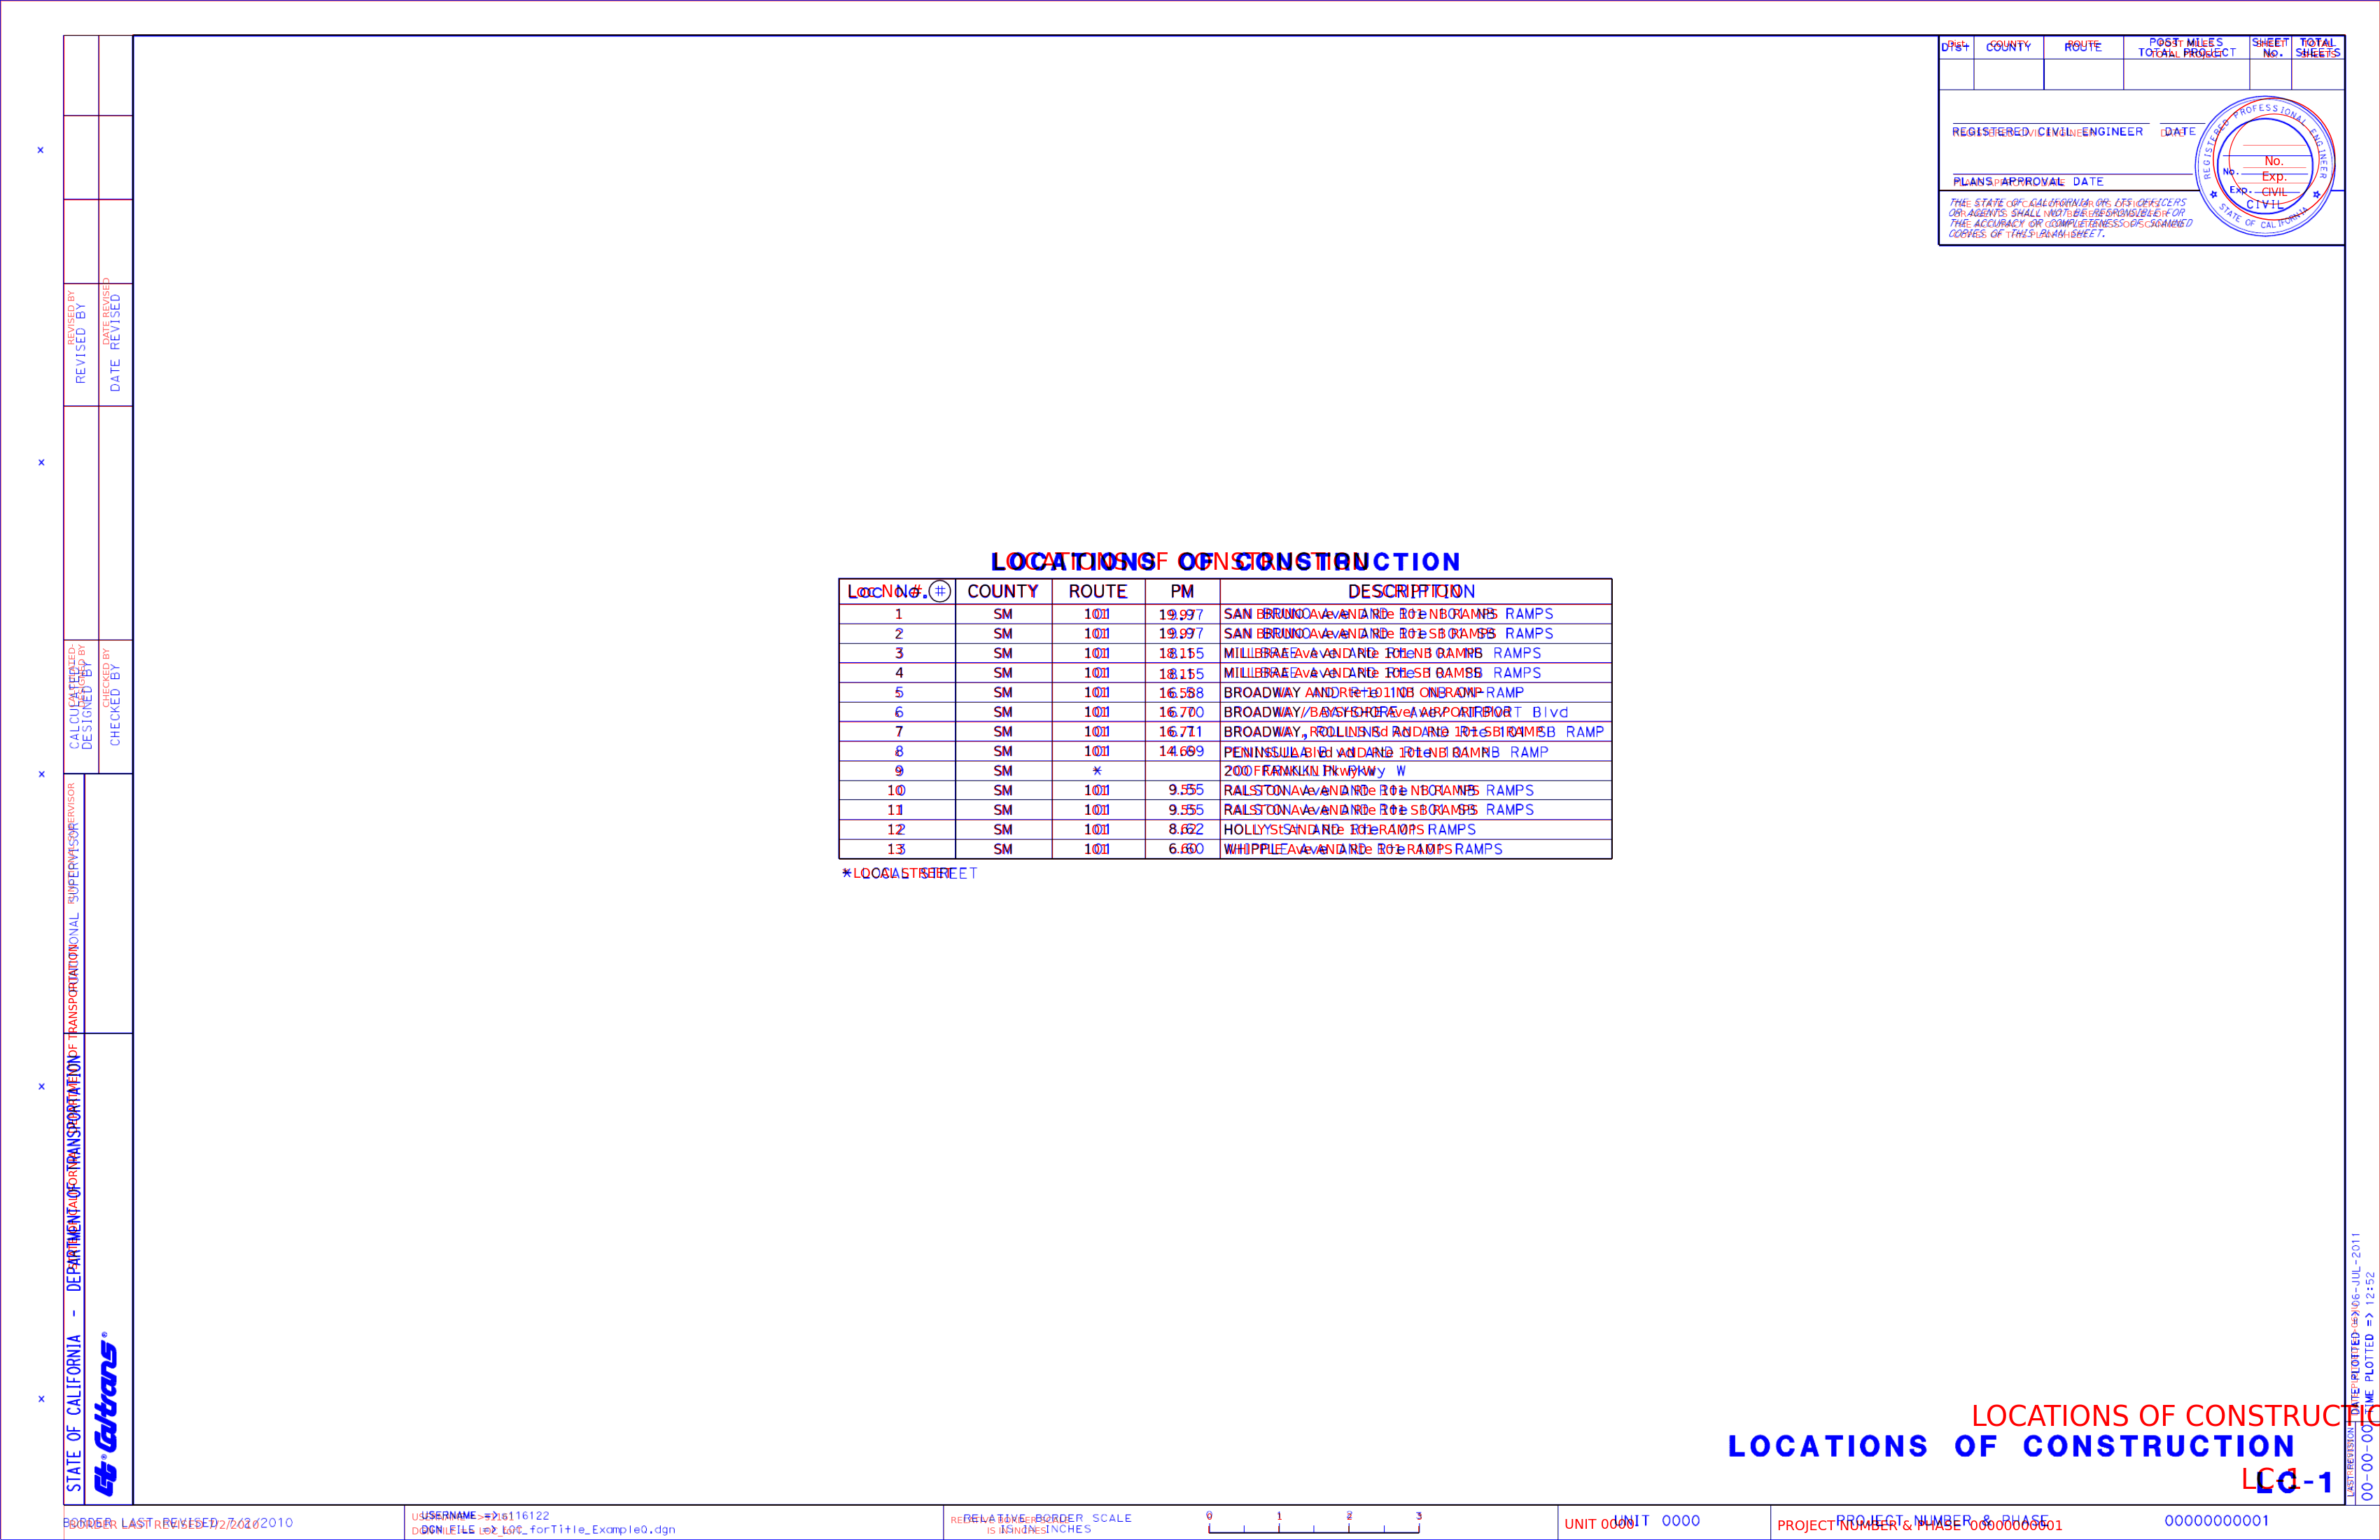 Dist COUNTY ROUTE POST MILES TOTAL PROJECT SHEET No. TOTAL SHEETS
REGISTERED CIVIL ENGINEER DATE
PLANS APPROVAL DATE
THE STATE OF CALIFORNIA OR ITS OFFICERS
OR AGENTS SHALL NOT BE RESPONSIBLE FOR
THE ACCURACY OR COMPLETENESS OF SCANNED
COPIES OF THIS PLAN SHEET.
REGISTERED PROFESSIONAL ENGINEER
No.
Exp.
CIVIL
STATE OF CALIFORNIA
REVISED BY
DATE REVISED
CALCULATED-
DESIGNED BY
CHECKED BY
FUNCTIONAL SUPERVISOR
STATE OF CALIFORNIA - DEPARTMENT OF TRANSPORTATION
Caltrans
LOCATIONS OF CONSTRUCTION
Loc No. # COUNTY ROUTE PM DESCRIPTION
1 SM 101 19.97 SAN BRUNO Ave AND Rte 101 NB RAMPS
2 SM 101 19.97 SAN BRUNO Ave AND Rte 101 SB RAMPS
3 SM 101 18.155 MILLBRAE Ave AND Rte 101 NB RAMPS
4 SM 101 18.155 MILLBRAE Ave AND Rte 101 SB RAMPS
5 SM 101 16.58 BROADWAY AND Rte 101 NB ON-RAMP
6 SM 101 16.70 BROADWAY/ BAYSHORE Ave/ AIRPORT Blvd
7 SM 101 16.71 BROADWAY, ROLLINS Rd AND Rte 101 SB RAMP
8 SM 101 14.69 PENINSULA Blvd AND Rte 101 NB RAMP
9 SM * 200 FRANKLIN Pkwy W
10 SM 101 9.55 RALSTON Ave AND Rte 101 NB RAMPS
11 SM 101 9.55 RALSTON Ave AND Rte 101 SB RAMPS
12 SM 101 8.62 HOLLY St AND Rte 101 RAMPS
13 SM 101 6.60 WHIPPLE Ave AND Rte 101 RAMPS
* LOCAL STREET
LOCATIONS OF CONSTRUCTION
LOCATIONS OF CONSTRUCTION
LC-1
LAST REVISION
00-00-00
DATE PLOTTED => 06-JUL-2011
TIME PLOTTED => 12:52
BORDER LAST REVISED 7/2/2010
USERNAME => s116122
DGN FILE => LOC_forTitle_Example0.dgn
RELATIVE BORDER SCALE
IS IN INCHES
0 1 2 3
UNIT 0000
PROJECT NUMBER & PHASE 00000000001